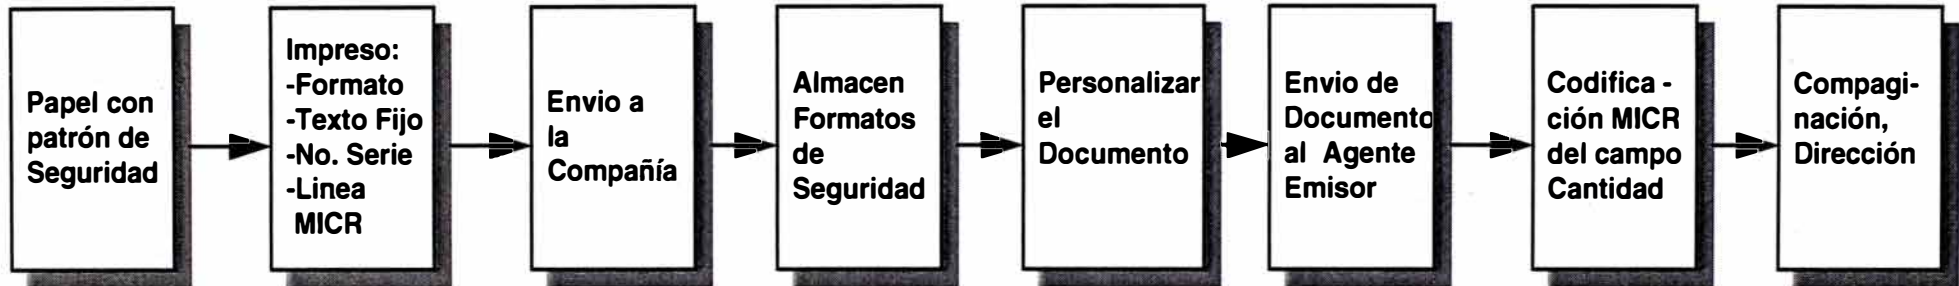 Papel con
patrón de
Seguridad
Impreso:
-Formato
-Texto Fijo
-No. Serie
-Linea
MICR
Envio a
la
Compañía
Almacen
Formatos
de
Seguridad
Personalizar
el
Documento
Envio de
Documento
al Agente
Emisor
Codifica -
ción MICR
del campo
Cantidad
Compagi-
nación,
Dirección